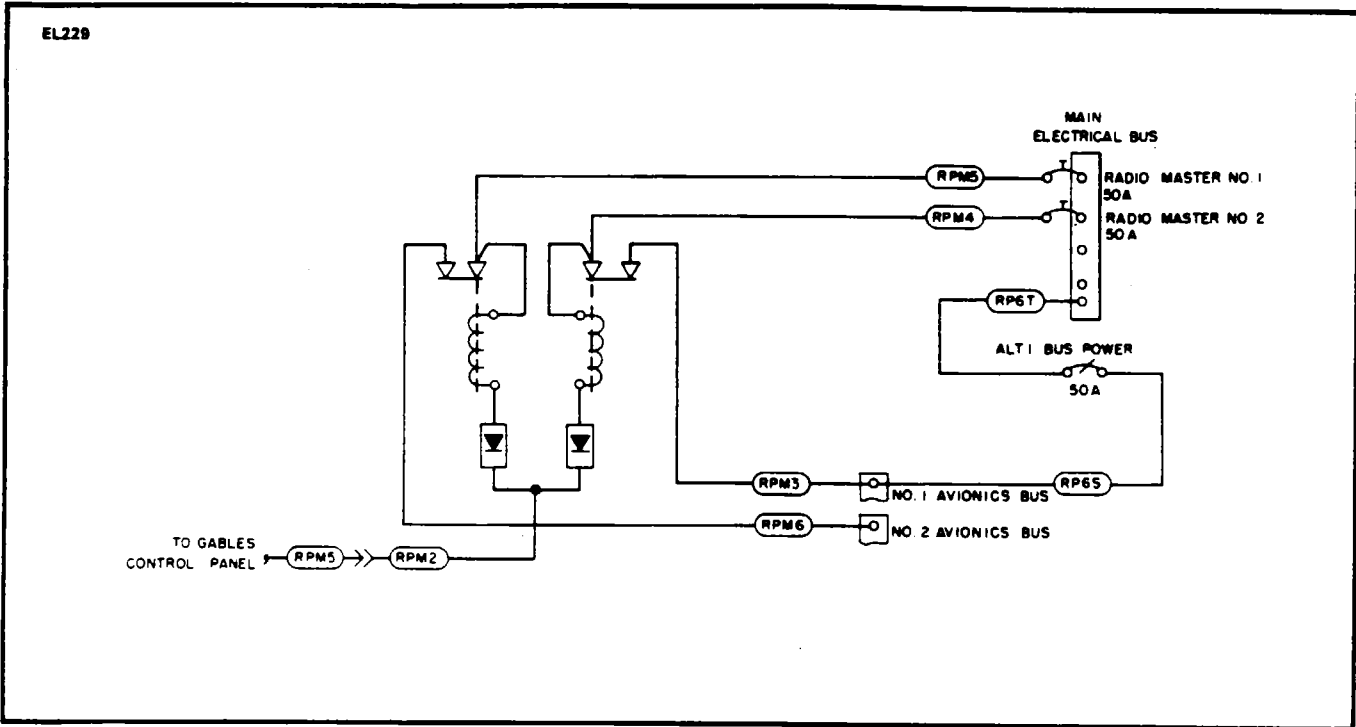 EL229
MAIN
ELECTRICAL BUS
RPM5
RADIO MASTER NO. 1
50A
RPM4
RADIO MASTER NO 2
50A
RP6T
ALT 1 BUS POWER
50A
RPM3
NO. 1 AVIONICS BUS
RP6S
RPM6
NO. 2 AVIONICS BUS
TO GABLES
CONTROL PANEL
RPM5
RPM2